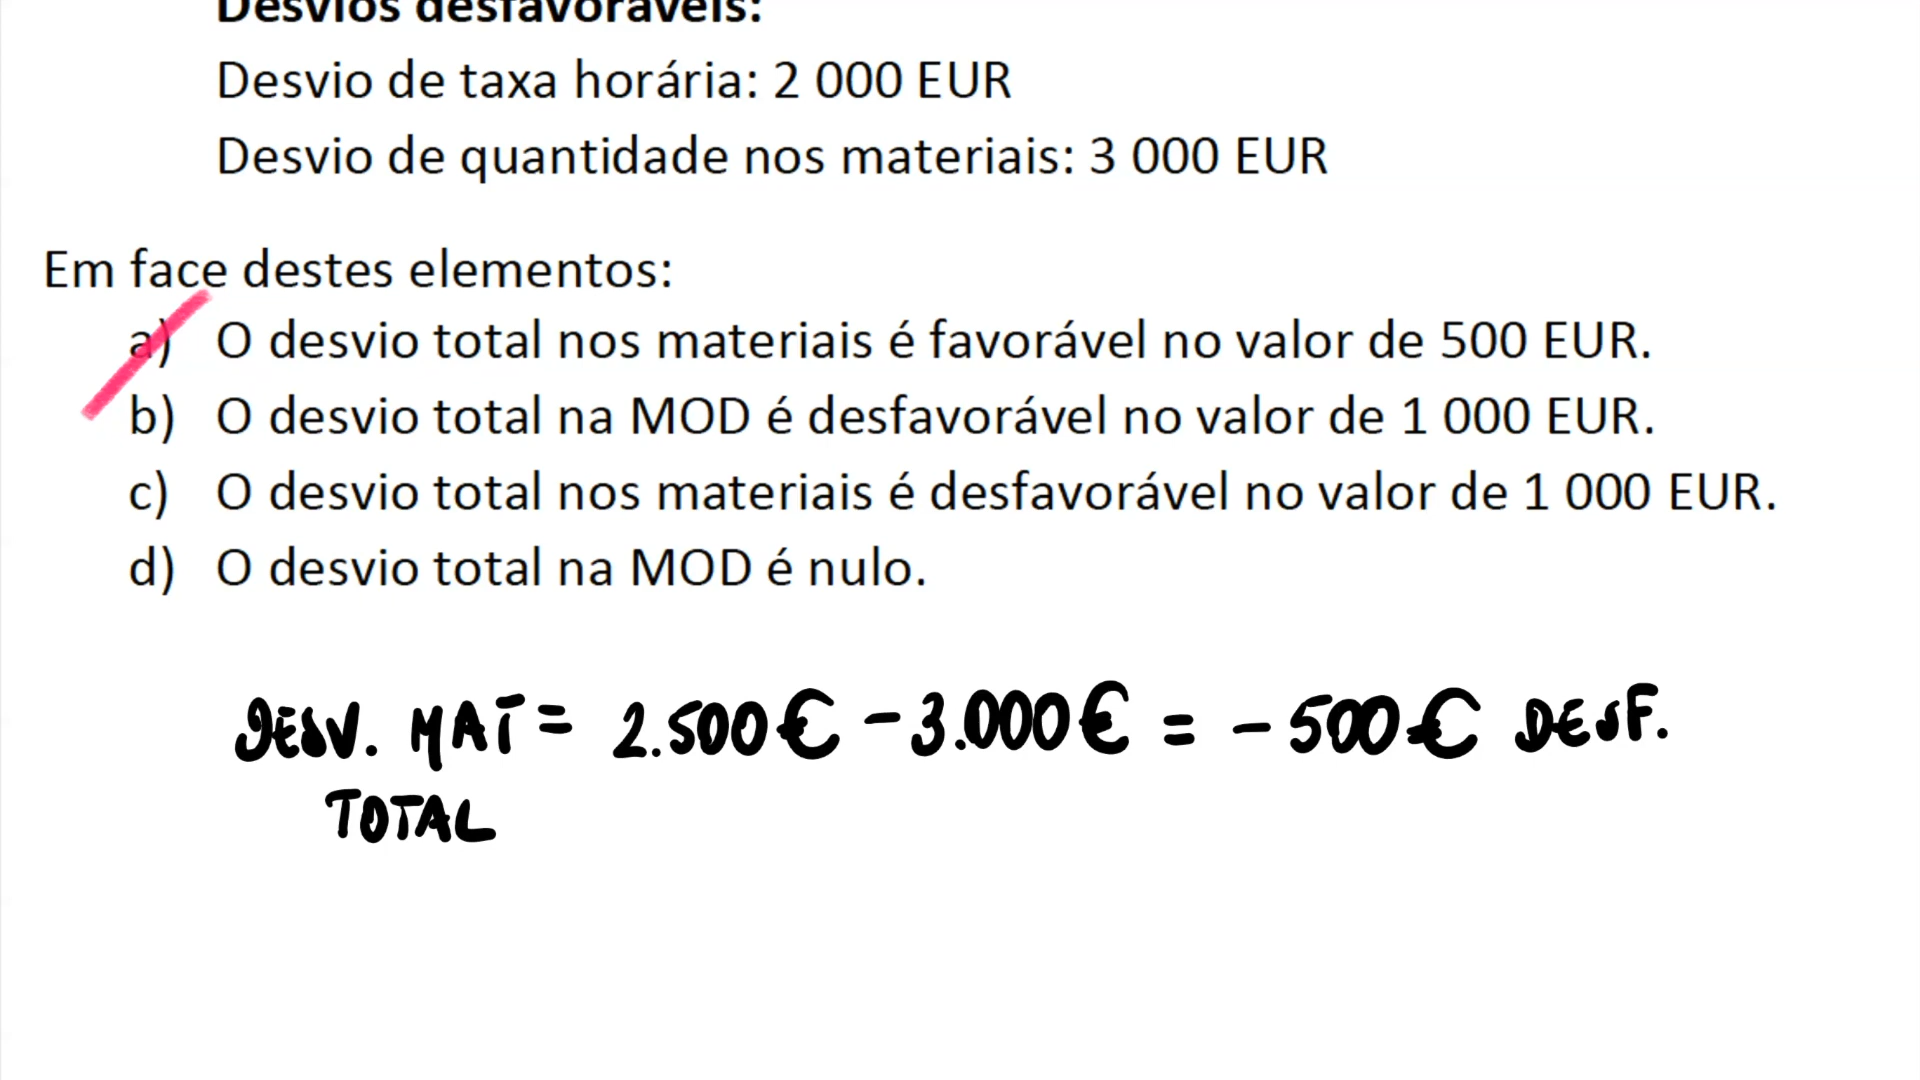 Desvios desfavoráveis:
Desvio de taxa horária: 2 000 EUR
Desvio de quantidade nos materiais: 3 000 EUR
Em face destes elementos:
a) O desvio total nos materiais é favorável no valor de 500 EUR.
b) O desvio total na MOD é desfavorável no valor de 1 000 EUR.
c) O desvio total nos materiais é desfavorável no valor de 1 000 EUR.
d) O desvio total na MOD é nulo.
DESV. MAT = 2.500€ - 3.000€ = - 500€ DESF.
TOTAL